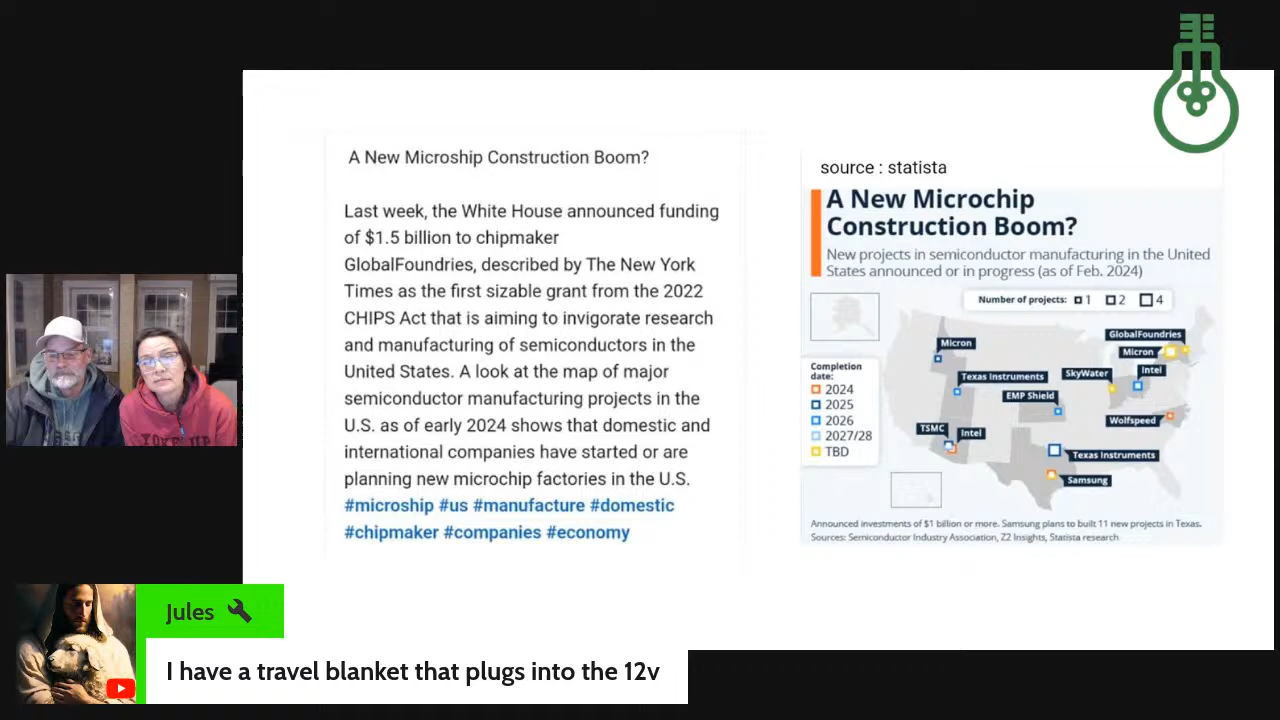 A New Microship Construction Boom?
Last week, the White House announced funding
of $1.5 billion to chipmaker
GlobalFoundries, described by The New York
Times as the first sizable grant from the 2022
CHIPS Act that is aiming to invigorate research
and manufacturing of semiconductors in the
United States. A look at the map of major
semiconductor manufacturing projects in the
U.S. as of early 2024 shows that domestic and
international companies have started or are
planning new microchip factories in the U.S.
#microship #us #manufacture #domestic
#chipmaker #companies #economy
source : statista
A New Microchip
Construction Boom?
New projects in semiconductor manufacturing in the United
States announced or in progress (as of Feb. 2024)
Number of projects: 1 2 4
GlobalFoundries
Micron
Micron
Intel
Texas Instruments
SkyWater
EMP Shield
Wolfspeed
TSMC
Intel
Texas Instruments
Samsung
Completion
date:
2024
2025
2026
2027/28
TBD
Announced investments of $1 billion or more. Samsung plans to built 11 new projects in Texas.
Sources: Semiconductor Industry Association, Z2 Insights, Statista research
Jules
I have a travel blanket that plugs into the 12v